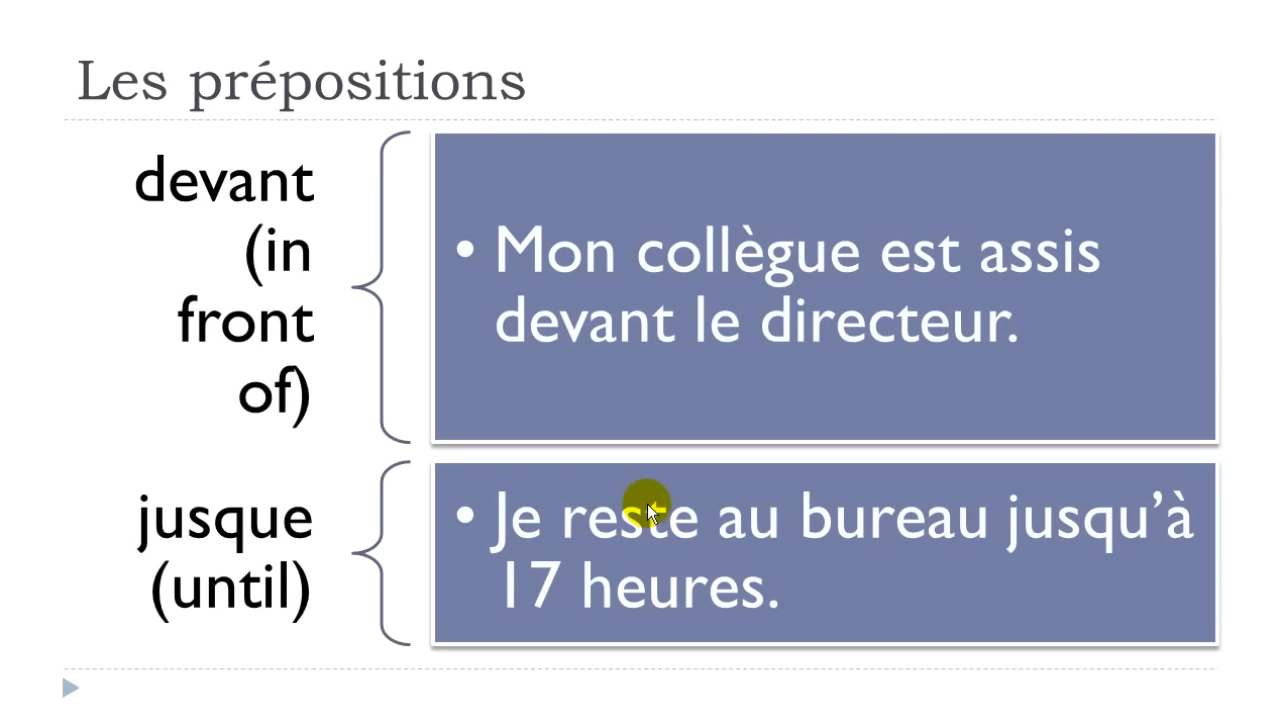 Les prépositions
devant
(in
front
of)
• Mon collègue est assis
devant le directeur.
jusque
(until)
• Je reste au bureau jusqu’à
17 heures.